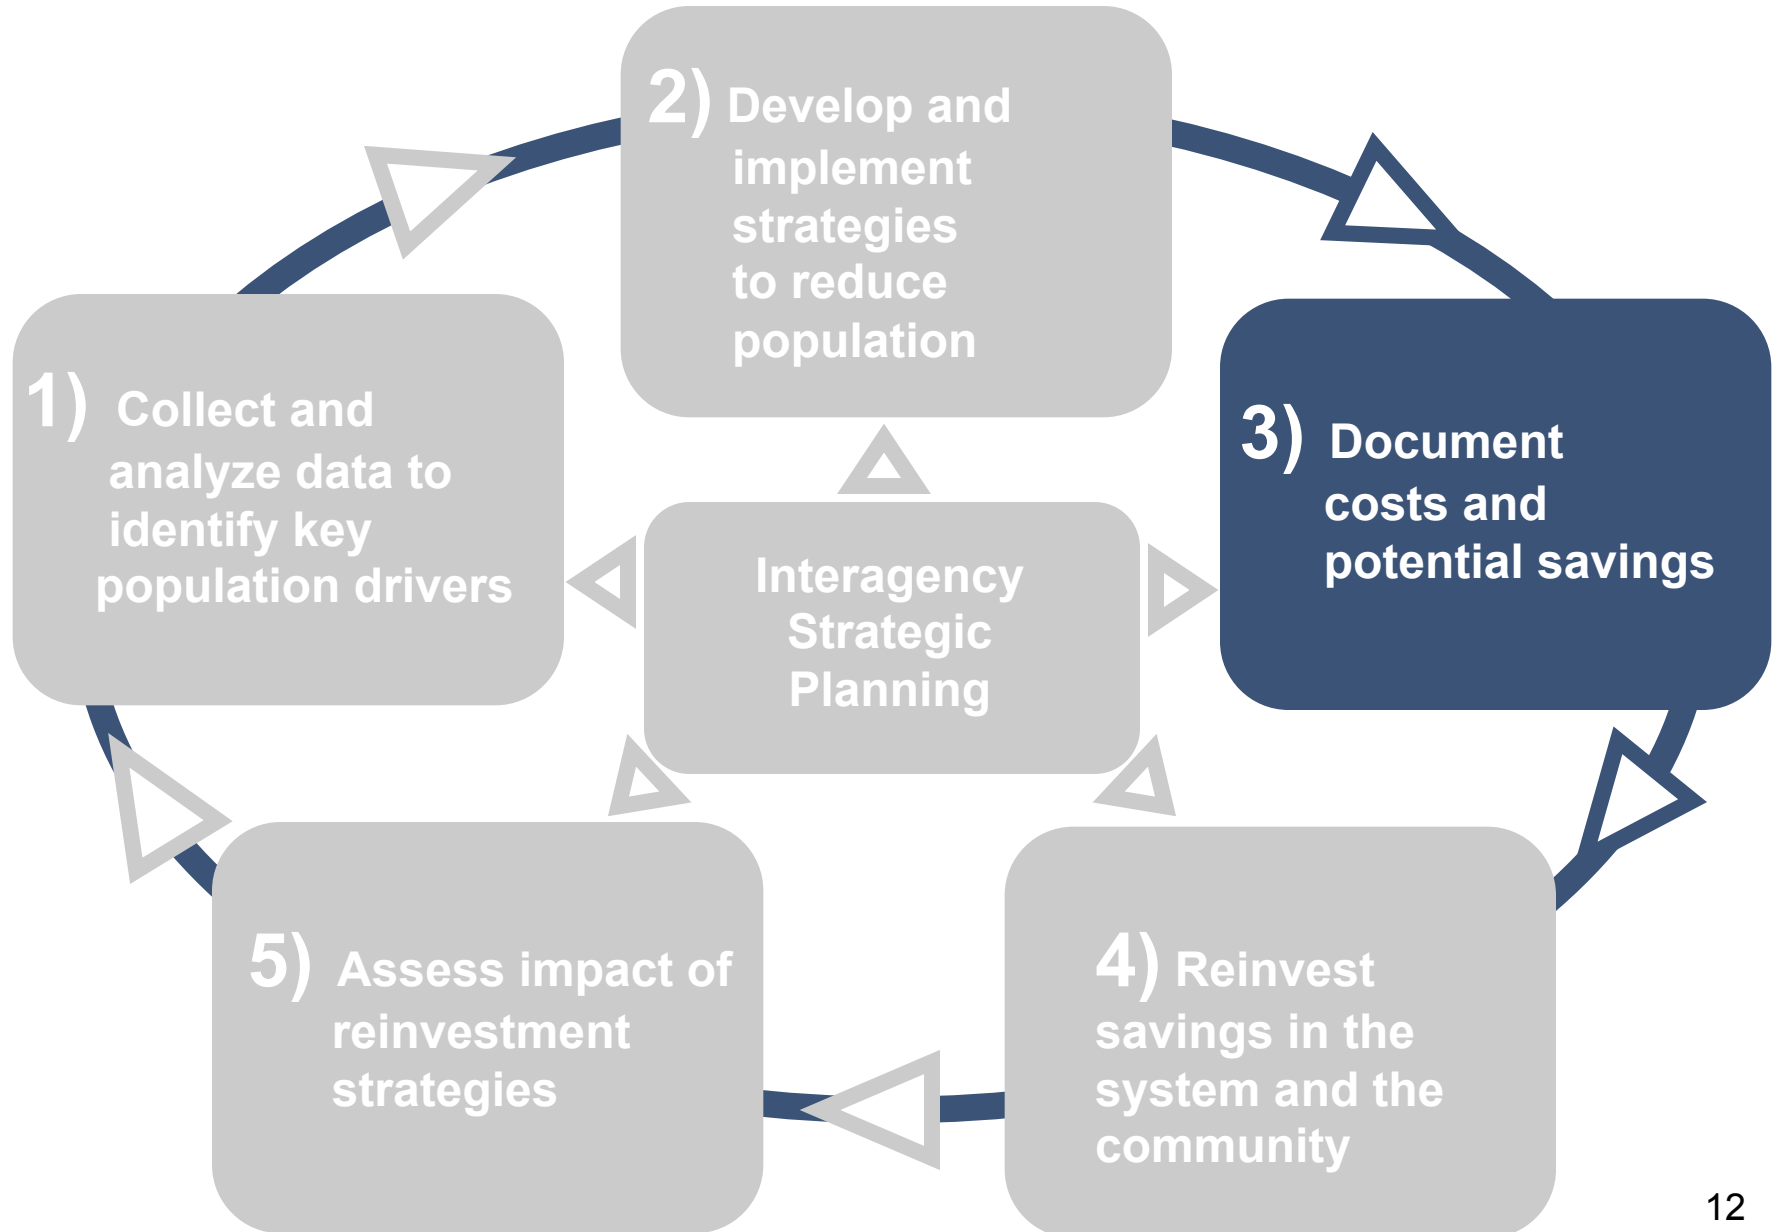 2) Develop and
implement
strategies
to reduce
population
1) Collect and
analyze data to
identify key
population drivers
3) Document
costs and
potential savings
Interagency
Strategic
Planning
5) Assess impact of
reinvestment
strategies
4) Reinvest
savings in the
system and the
community
12